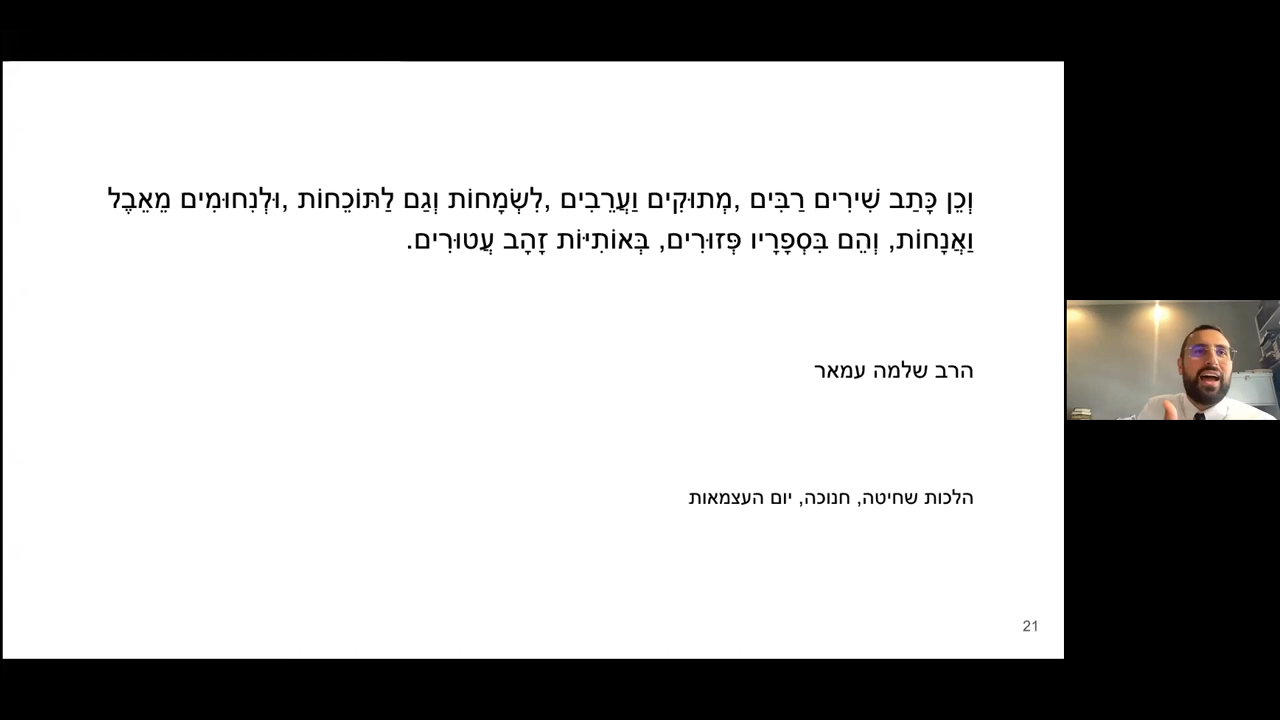 וְכֵן כָּתַב שִׁירִים רַבִּים ,מְתוּקִים וַעֲרֵבִים ,לִשְׂמָחוֹת וְגַם לַתּוֹכֵחוֹת ,וּלְנִחוּמִים מֵאֵבֶל
וַאֲנָחוֹת, וְהֵם בִּסְפָרָיו פְּזוּרִים, בְּאוֹתִיּוֹת זָהָב עֲטוּרִים.
הרב שלמה עמאר
הלכות שחיטה, חנוכה, יום העצמאות
21